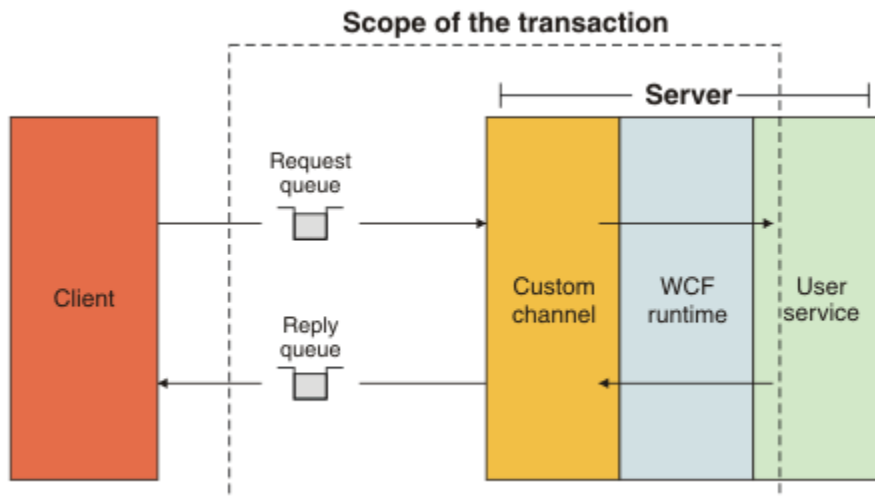 Scope of the transaction
Server
Request
queue
Client
Custom
channel
WCF
runtime
User
service
Reply
queue